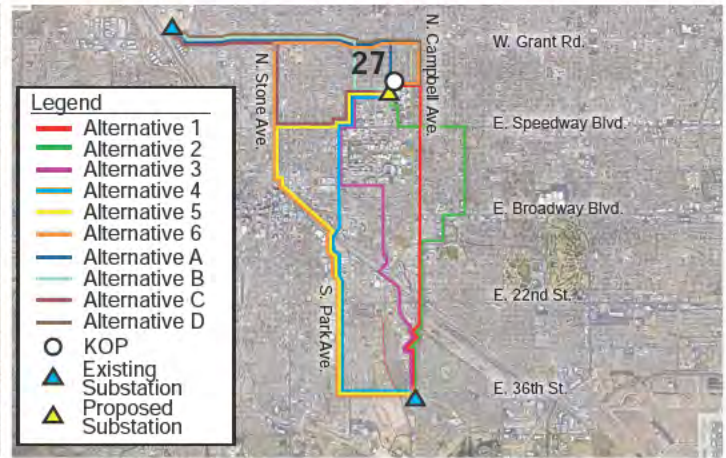 W. Grant Rd.
N. Campbell Ave.
27
N. Stone Ave.
E. Speedway Blvd.
E. Broadway Blvd.
E. 22nd St.
S. Park Ave.
E. 36th St.
Legend
Alternative 1
Alternative 2
Alternative 3
Alternative 4
Alternative 5
Alternative 6
Alternative A
Alternative B
Alternative C
Alternative D
KOP
Existing
Substation
Proposed
Substation